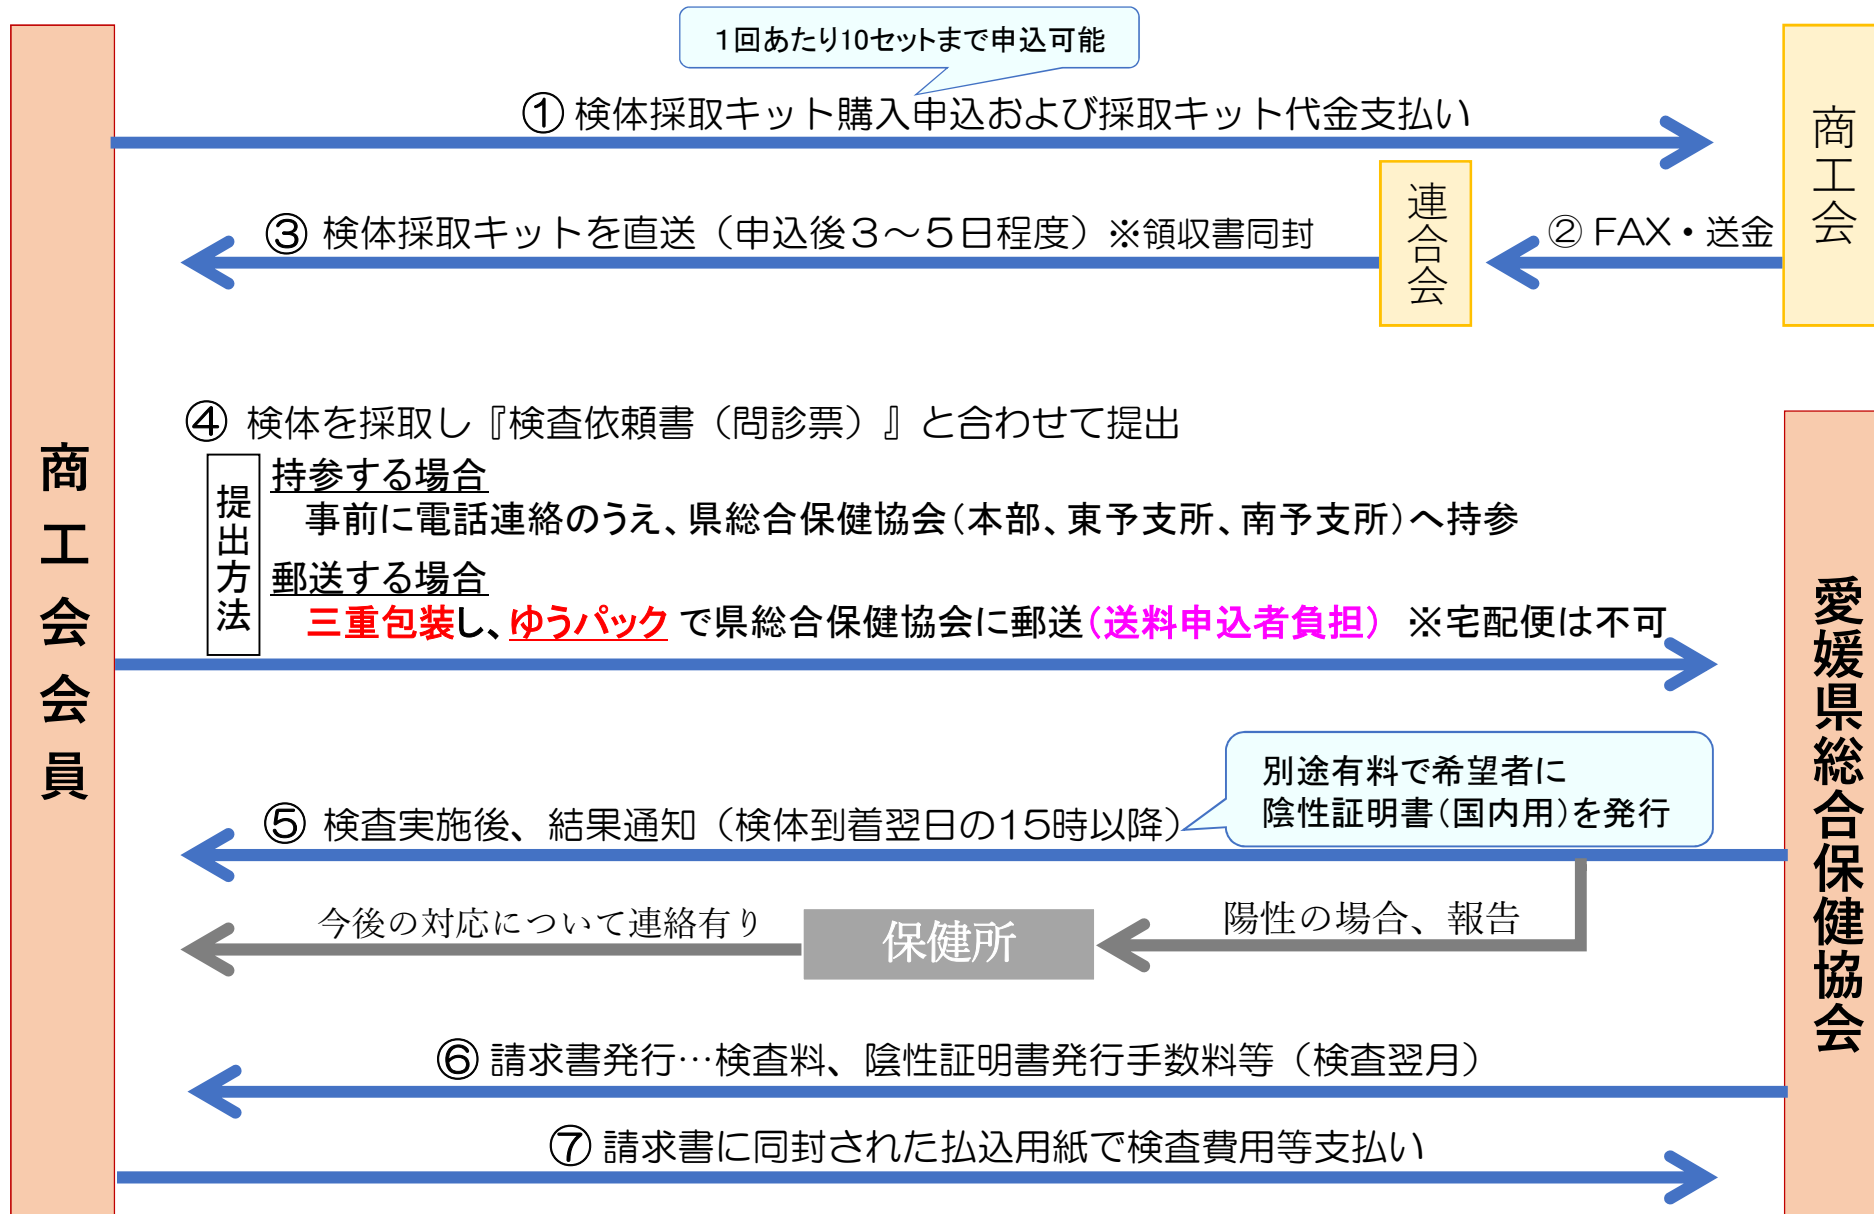 1回あたり10セットまで申込可能
① 検体採取キット購入申込および採取キット代金支払い
商工会
連合会
② FAX・送金
③ 検体採取キットを直送（申込後３～５日程度）※領収書同封
商工会会員
④ 検体を採取し『検査依頼書（問診票）』と合わせて提出
提出方法
持参する場合
事前に電話連絡のうえ、県総合保健協会（本部、東予支所、南予支所）へ持参
郵送する場合
三重包装し、ゆうパック で県総合保健協会に郵送（送料申込者負担） ※宅配便は不可
愛媛県総合保健協会
別途有料で希望者に
陰性証明書（国内用）を発行
⑤ 検査実施後、結果通知（検体到着翌日の15時以降）
今後の対応について連絡有り
保健所
陽性の場合、報告
⑥ 請求書発行…検査料、陰性証明書発行手数料等（検査翌月）
⑦ 請求書に同封された払込用紙で検査費用等支払い